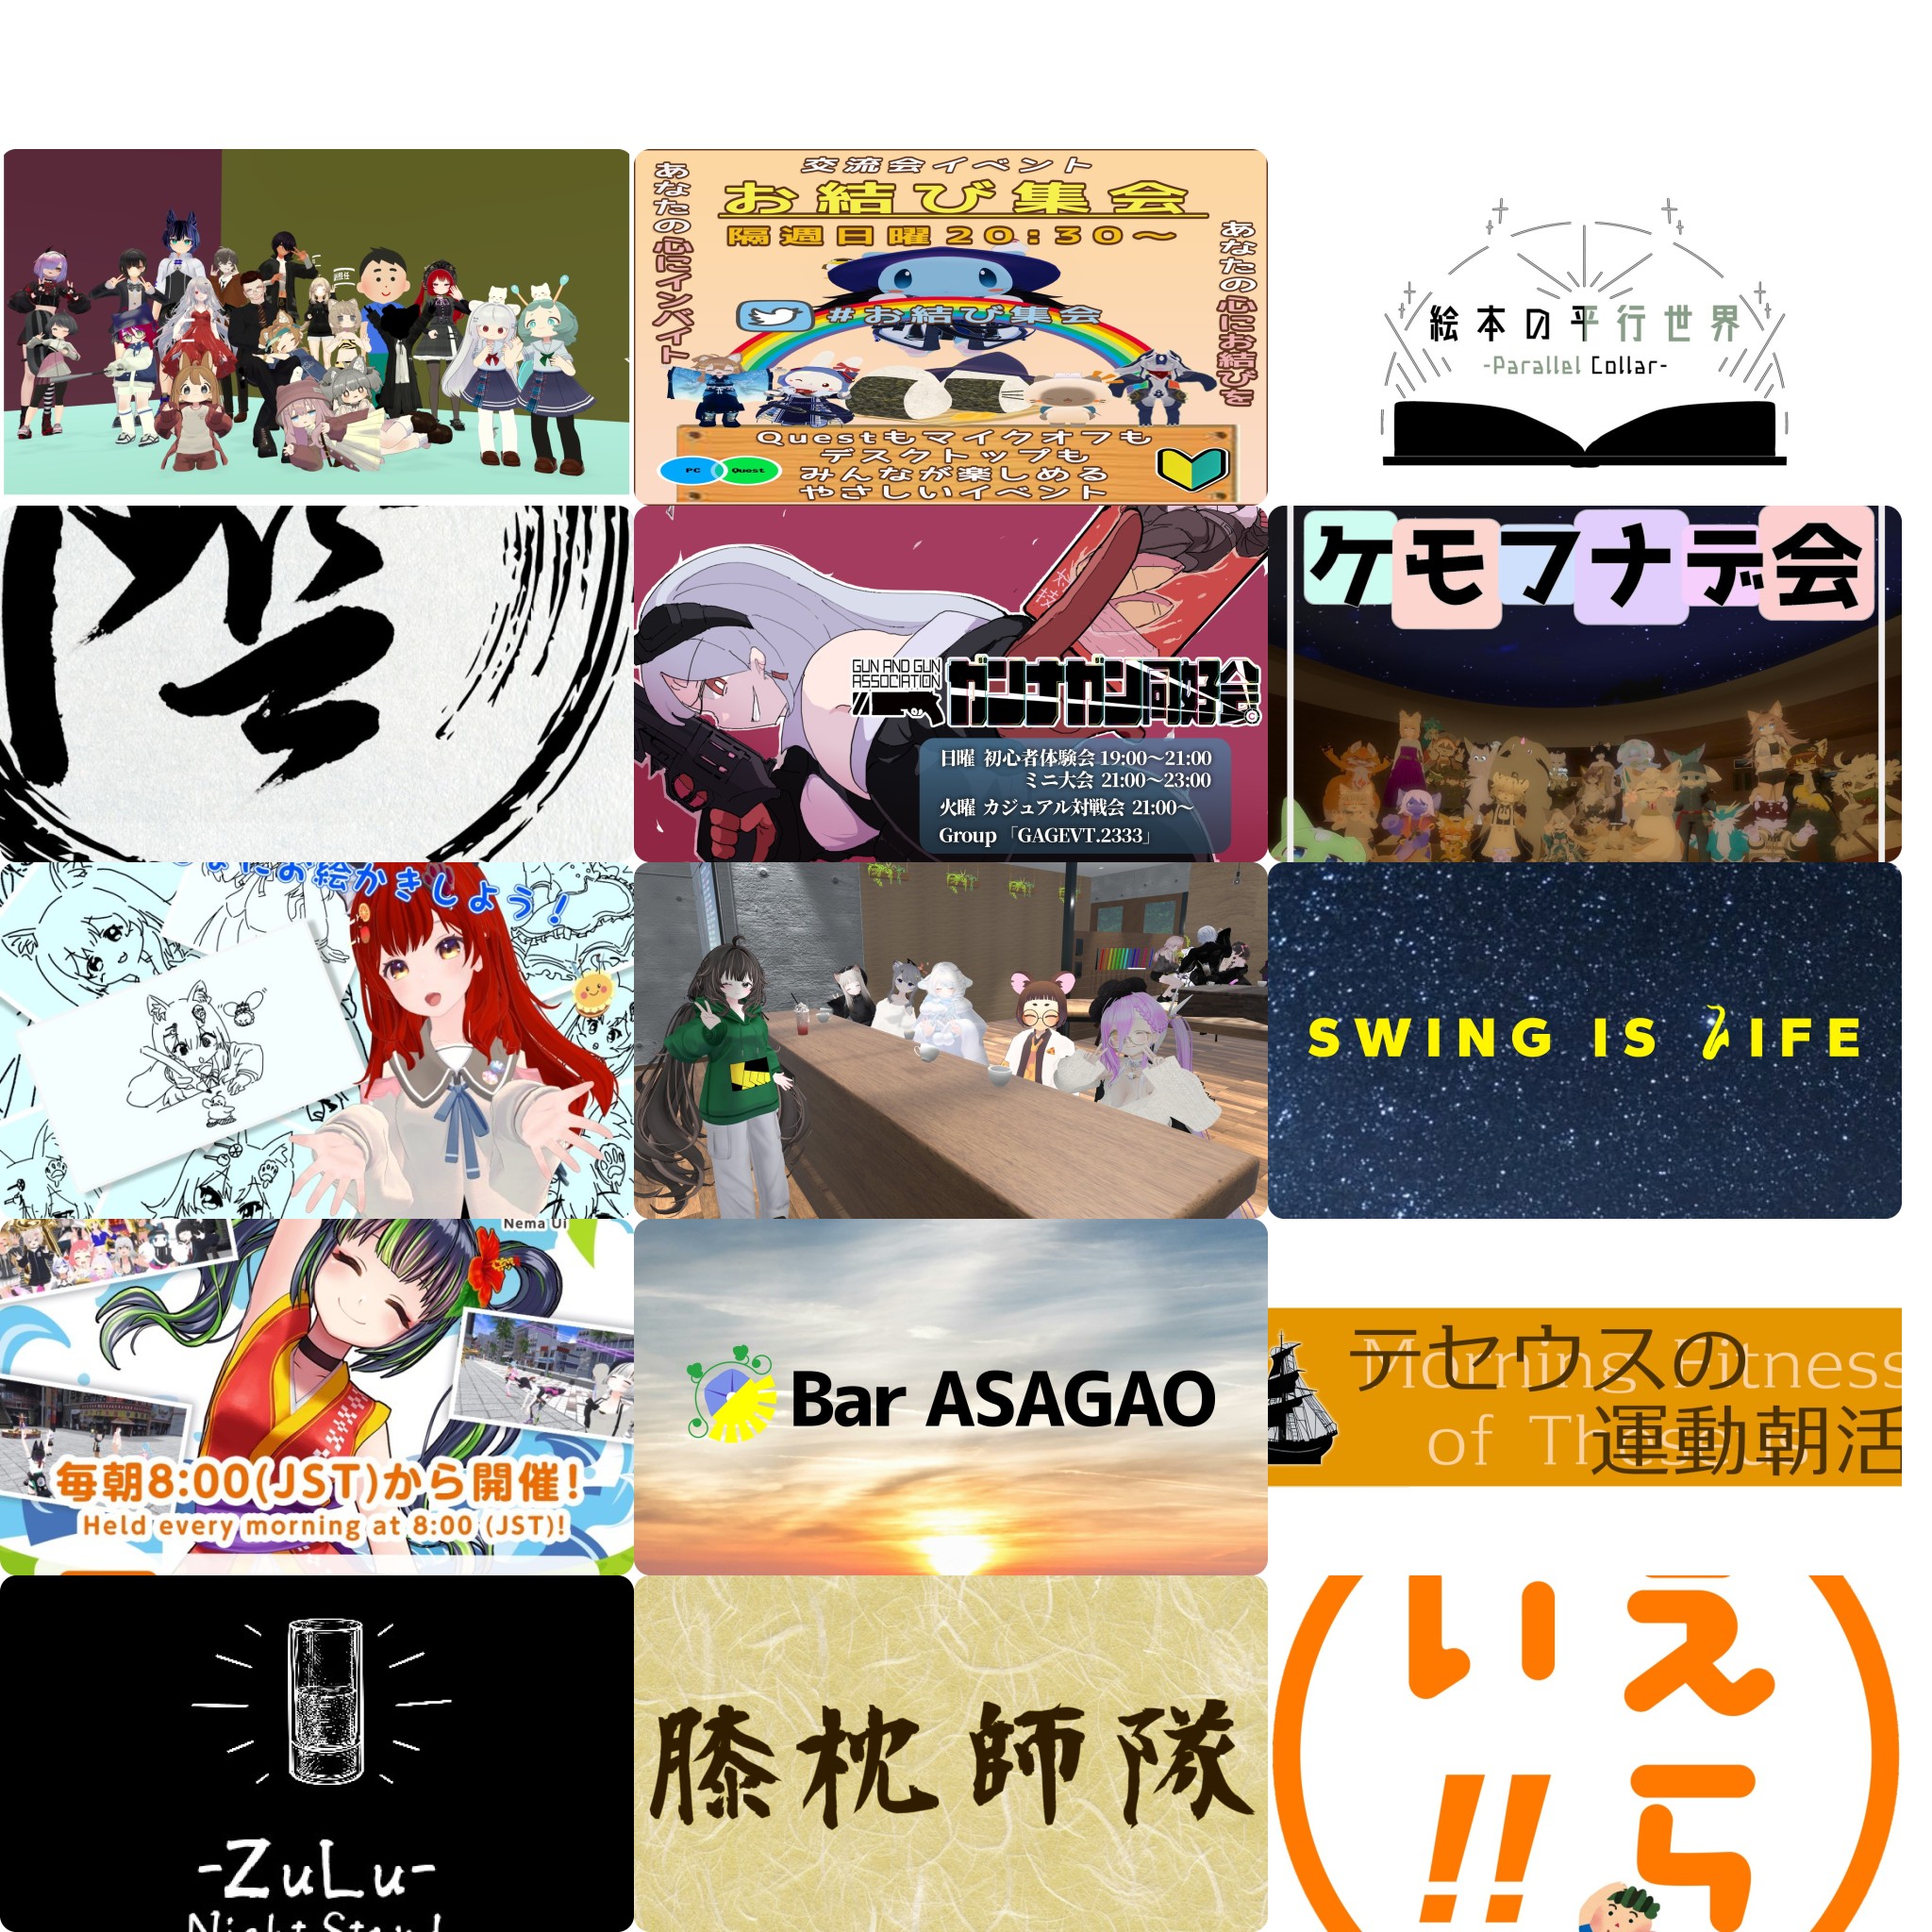 交流会イベント
お結び集会
隔週日曜20:30～
あなたの心にインバイト
あなたの心にお結びを
#お結び集会
Questもマイクオフも
デスクトップも
みんなが楽しめる
やさしいイベント
PC Quest
絵本の平行世界
-Parallel Collar-
GUN AND GUN
ASSOCIATION
ガンナガン同好会
日曜 初心者体験会 19:00～21:00
ミニ大会 21:00～23:00
火曜 カジュアル対戦会 21:00～
Group 「GAGEVT.2333」
ケモフナデ会
お絵かきしよう！
SWING IS LIFE
Nema Ui
毎朝8:00(JST)から開催!
Held every morning at 8:00 (JST)!
Bar ASAGAO
テセウスの
Morning Fitness
運動朝活
of
-ZuLu-
膝枕師隊
えら
い!!